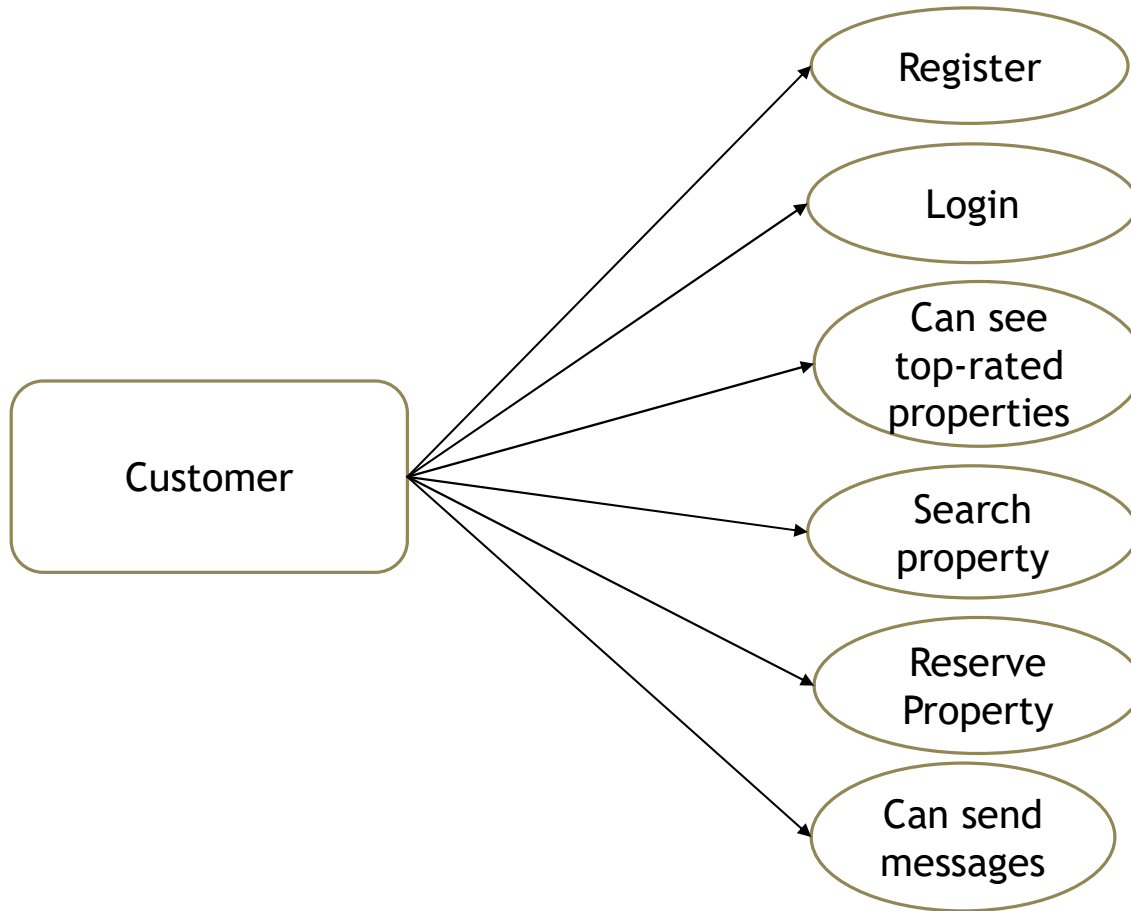 Register
Login
Can see
top-rated
properties
Customer
Search
property
Reserve
Property
Can send
messages